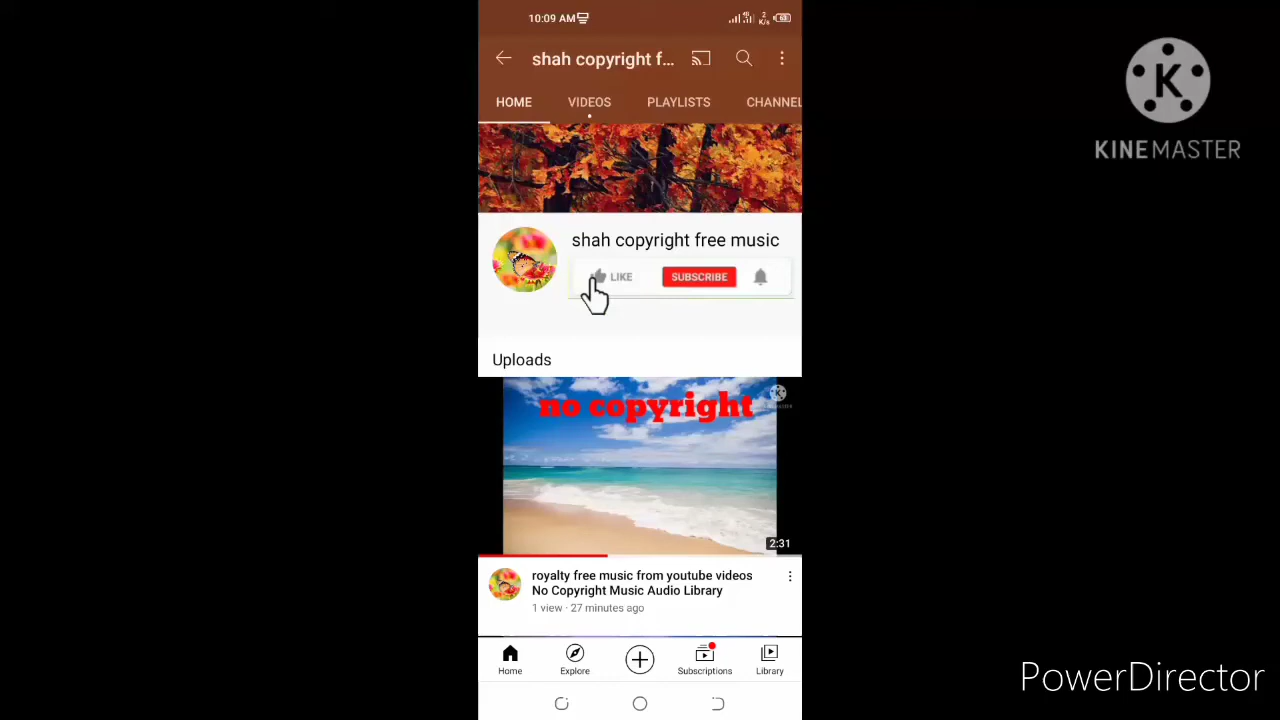 10:09 AM
2
K/s
shah copyright f...
HOME VIDEOS PLAYLISTS CHANNEL
K
KINEMASTER
shah copyright free music
LIKE SUBSCRIBE
Uploads
no copyright
2:31
royalty free music from youtube videos
No Copyright Music Audio Library
1 view · 27 minutes ago
Home Explore Subscriptions Library
PowerDirector